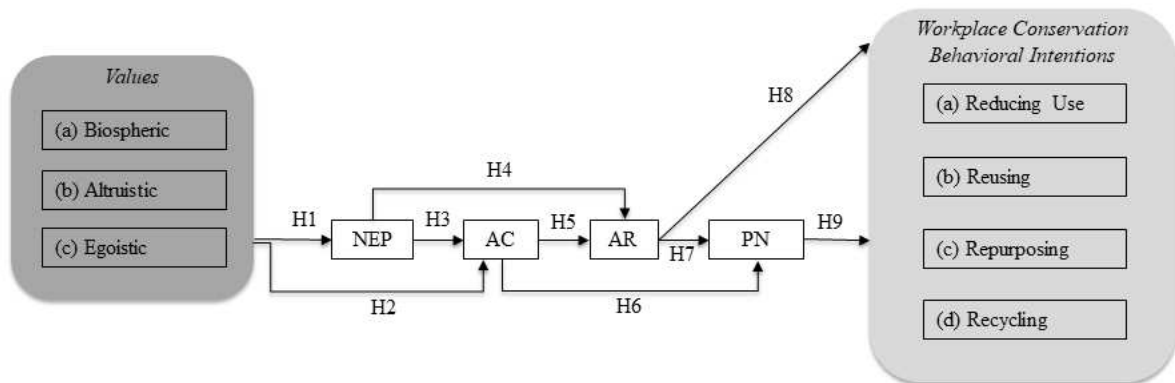 Values
(a) Biospheric
(b) Altruistic
(c) Egoistic
H1
H2
NEP
H3
H4
AC
H5
H6
AR
H7
H8
PN
H9
Workplace Conservation
Behavioral Intentions
(a) Reducing Use
(b) Reusing
(c) Repurposing
(d) Recycling